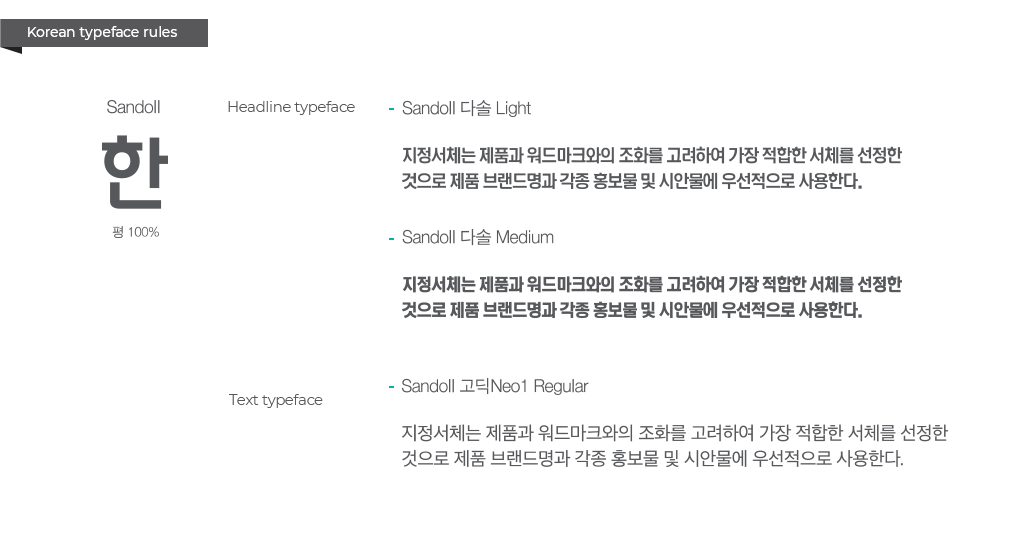 Korean typeface rules
Sandoll
한
평 100%
Headline typeface
- Sandoll 다솔 Light
지정서체는 제품과 워드마크와의 조화를 고려하여 가장 적합한 서체를 선정한
것으로 제품 브랜드명과 각종 홍보물 및 시안물에 우선적으로 사용한다.
- Sandoll 다솔 Medium
지정서체는 제품과 워드마크와의 조화를 고려하여 가장 적합한 서체를 선정한
것으로 제품 브랜드명과 각종 홍보물 및 시안물에 우선적으로 사용한다.
Text typeface
- Sandoll 고딕Neo1 Regular
지정서체는 제품과 워드마크와의 조화를 고려하여 가장 적합한 서체를 선정한
것으로 제품 브랜드명과 각종 홍보물 및 시안물에 우선적으로 사용한다.